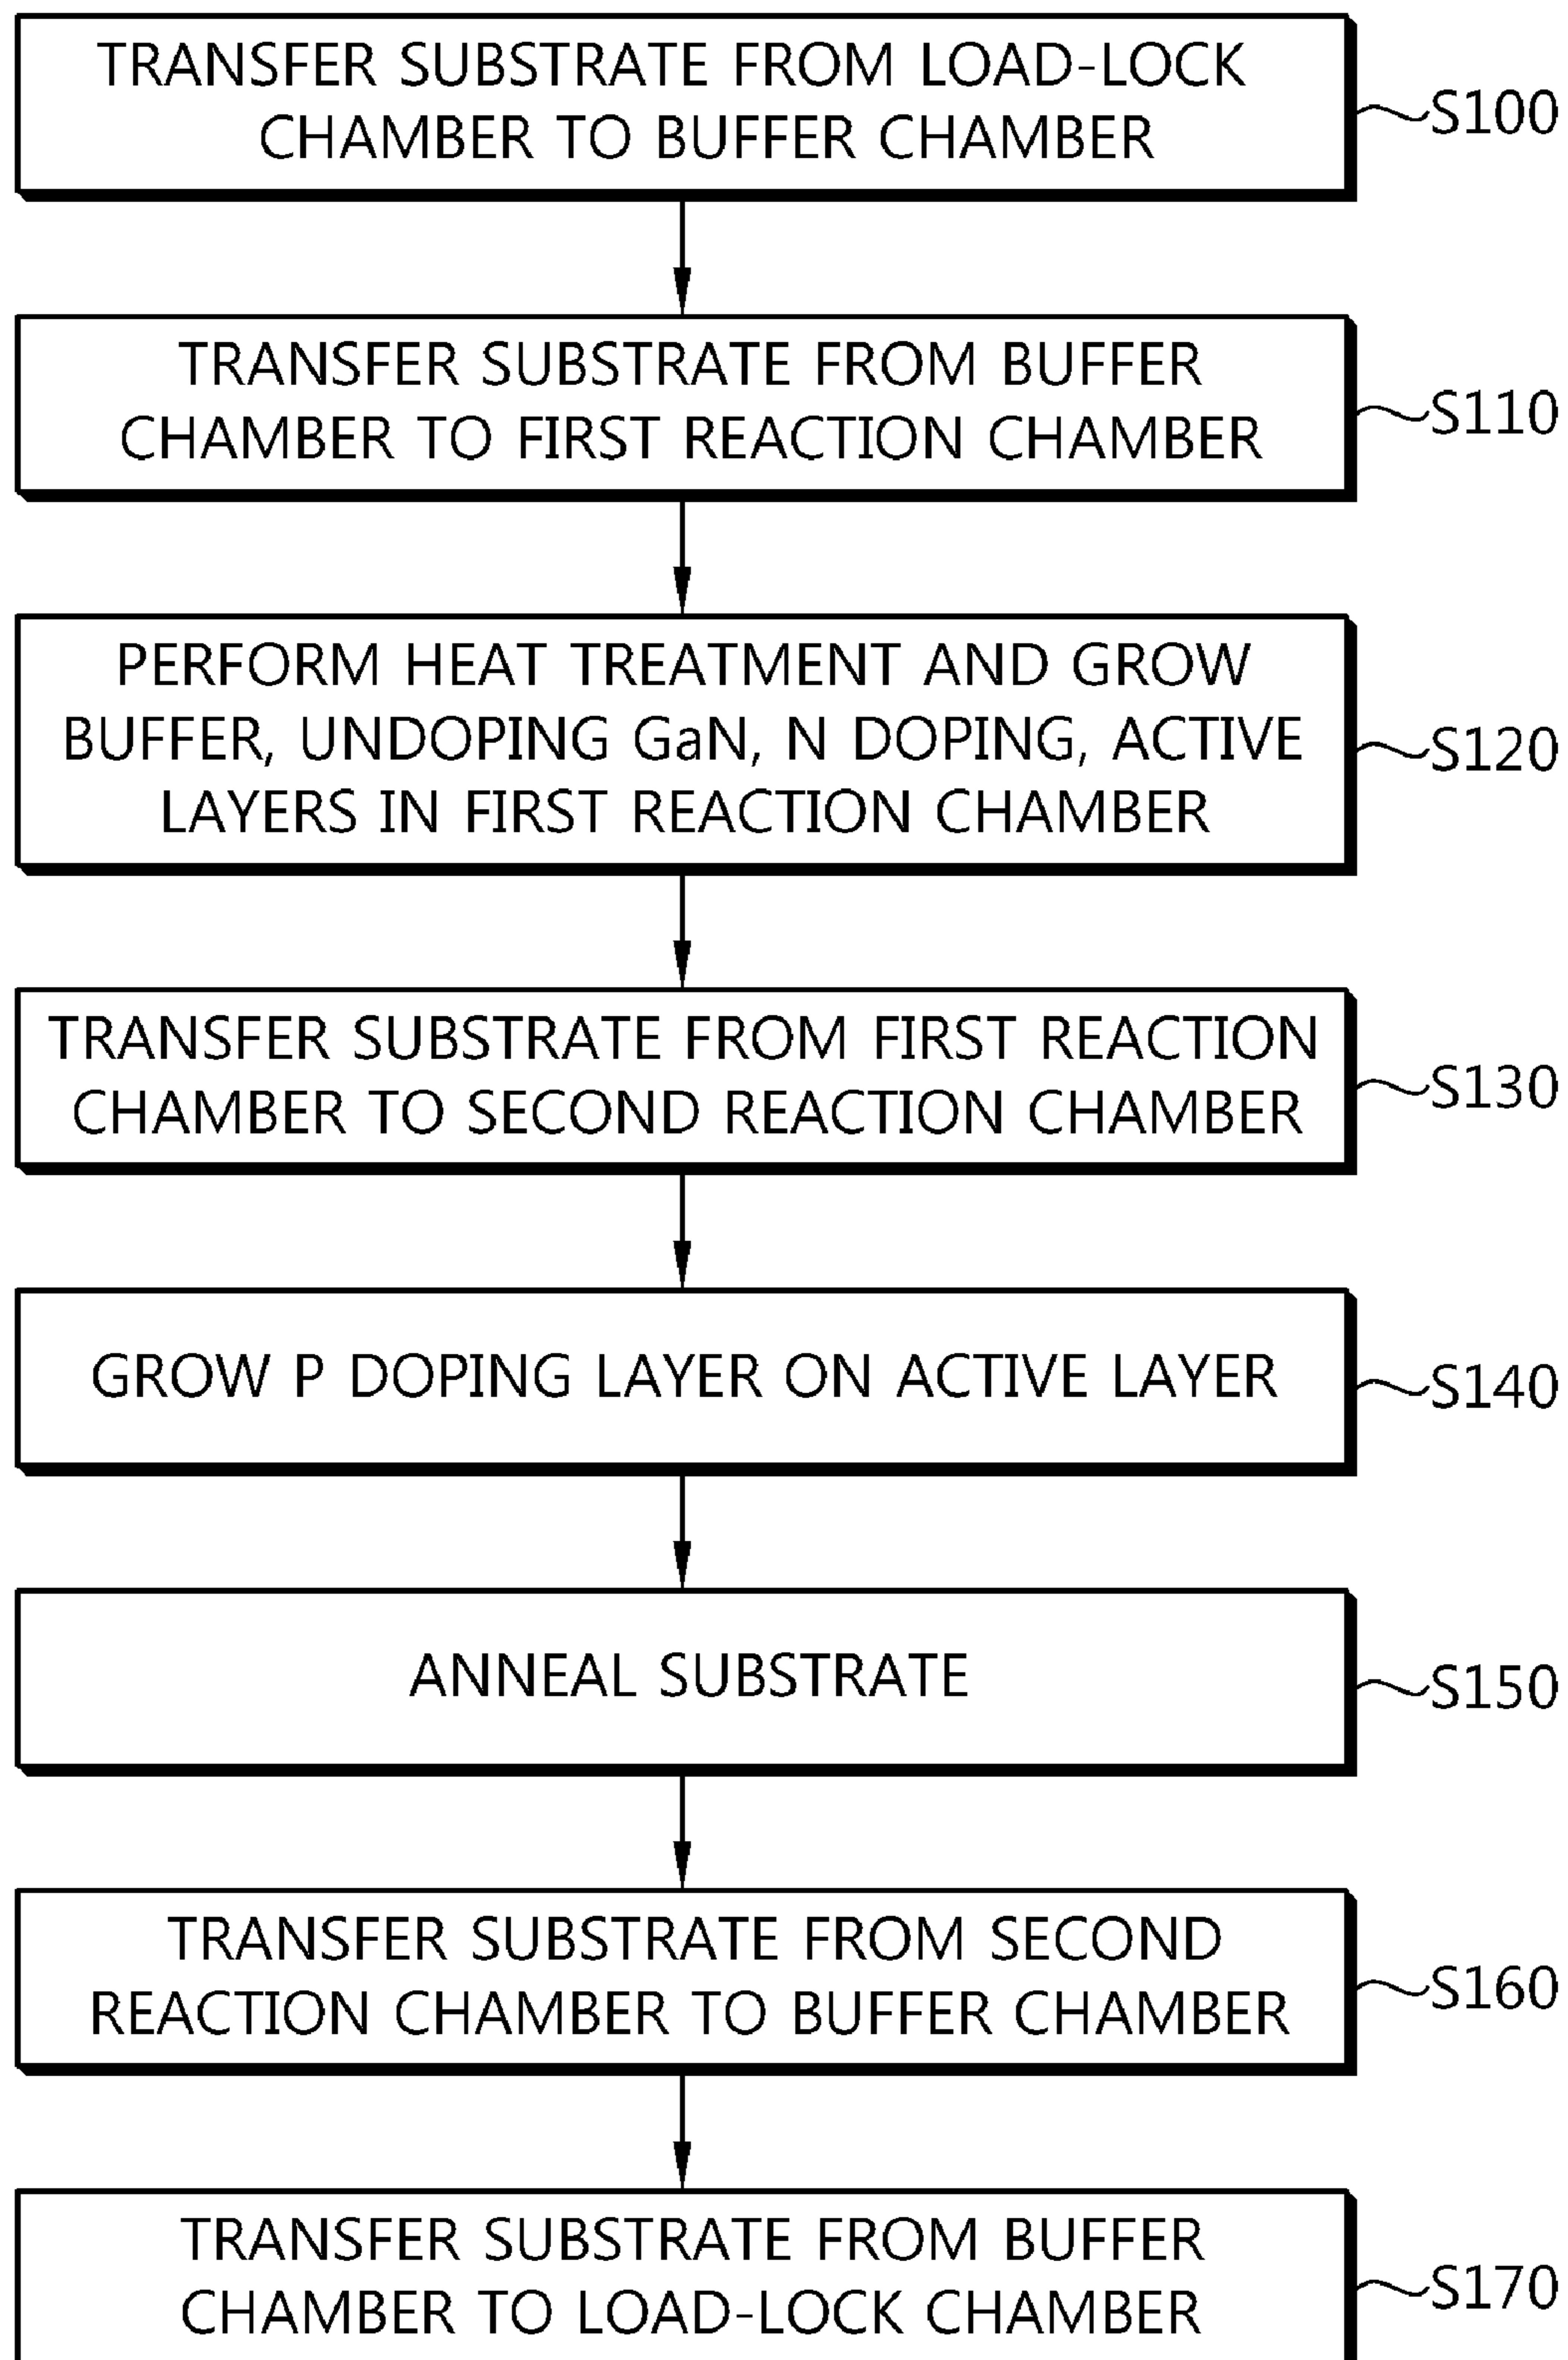 TRANSFER SUBSTRATE FROM LOAD-LOCK
CHAMBER TO BUFFER CHAMBER
S100
TRANSFER SUBSTRATE FROM BUFFER
CHAMBER TO FIRST REACTION CHAMBER
S110
PERFORM HEAT TREATMENT AND GROW
BUFFER, UNDOPING GaN, N DOPING, ACTIVE
LAYERS IN FIRST REACTION CHAMBER
S120
TRANSFER SUBSTRATE FROM FIRST REACTION
CHAMBER TO SECOND REACTION CHAMBER
S130
GROW P DOPING LAYER ON ACTIVE LAYER
S140
ANNEAL SUBSTRATE
S150
TRANSFER SUBSTRATE FROM SECOND
REACTION CHAMBER TO BUFFER CHAMBER
S160
TRANSFER SUBSTRATE FROM BUFFER
CHAMBER TO LOAD-LOCK CHAMBER
S170